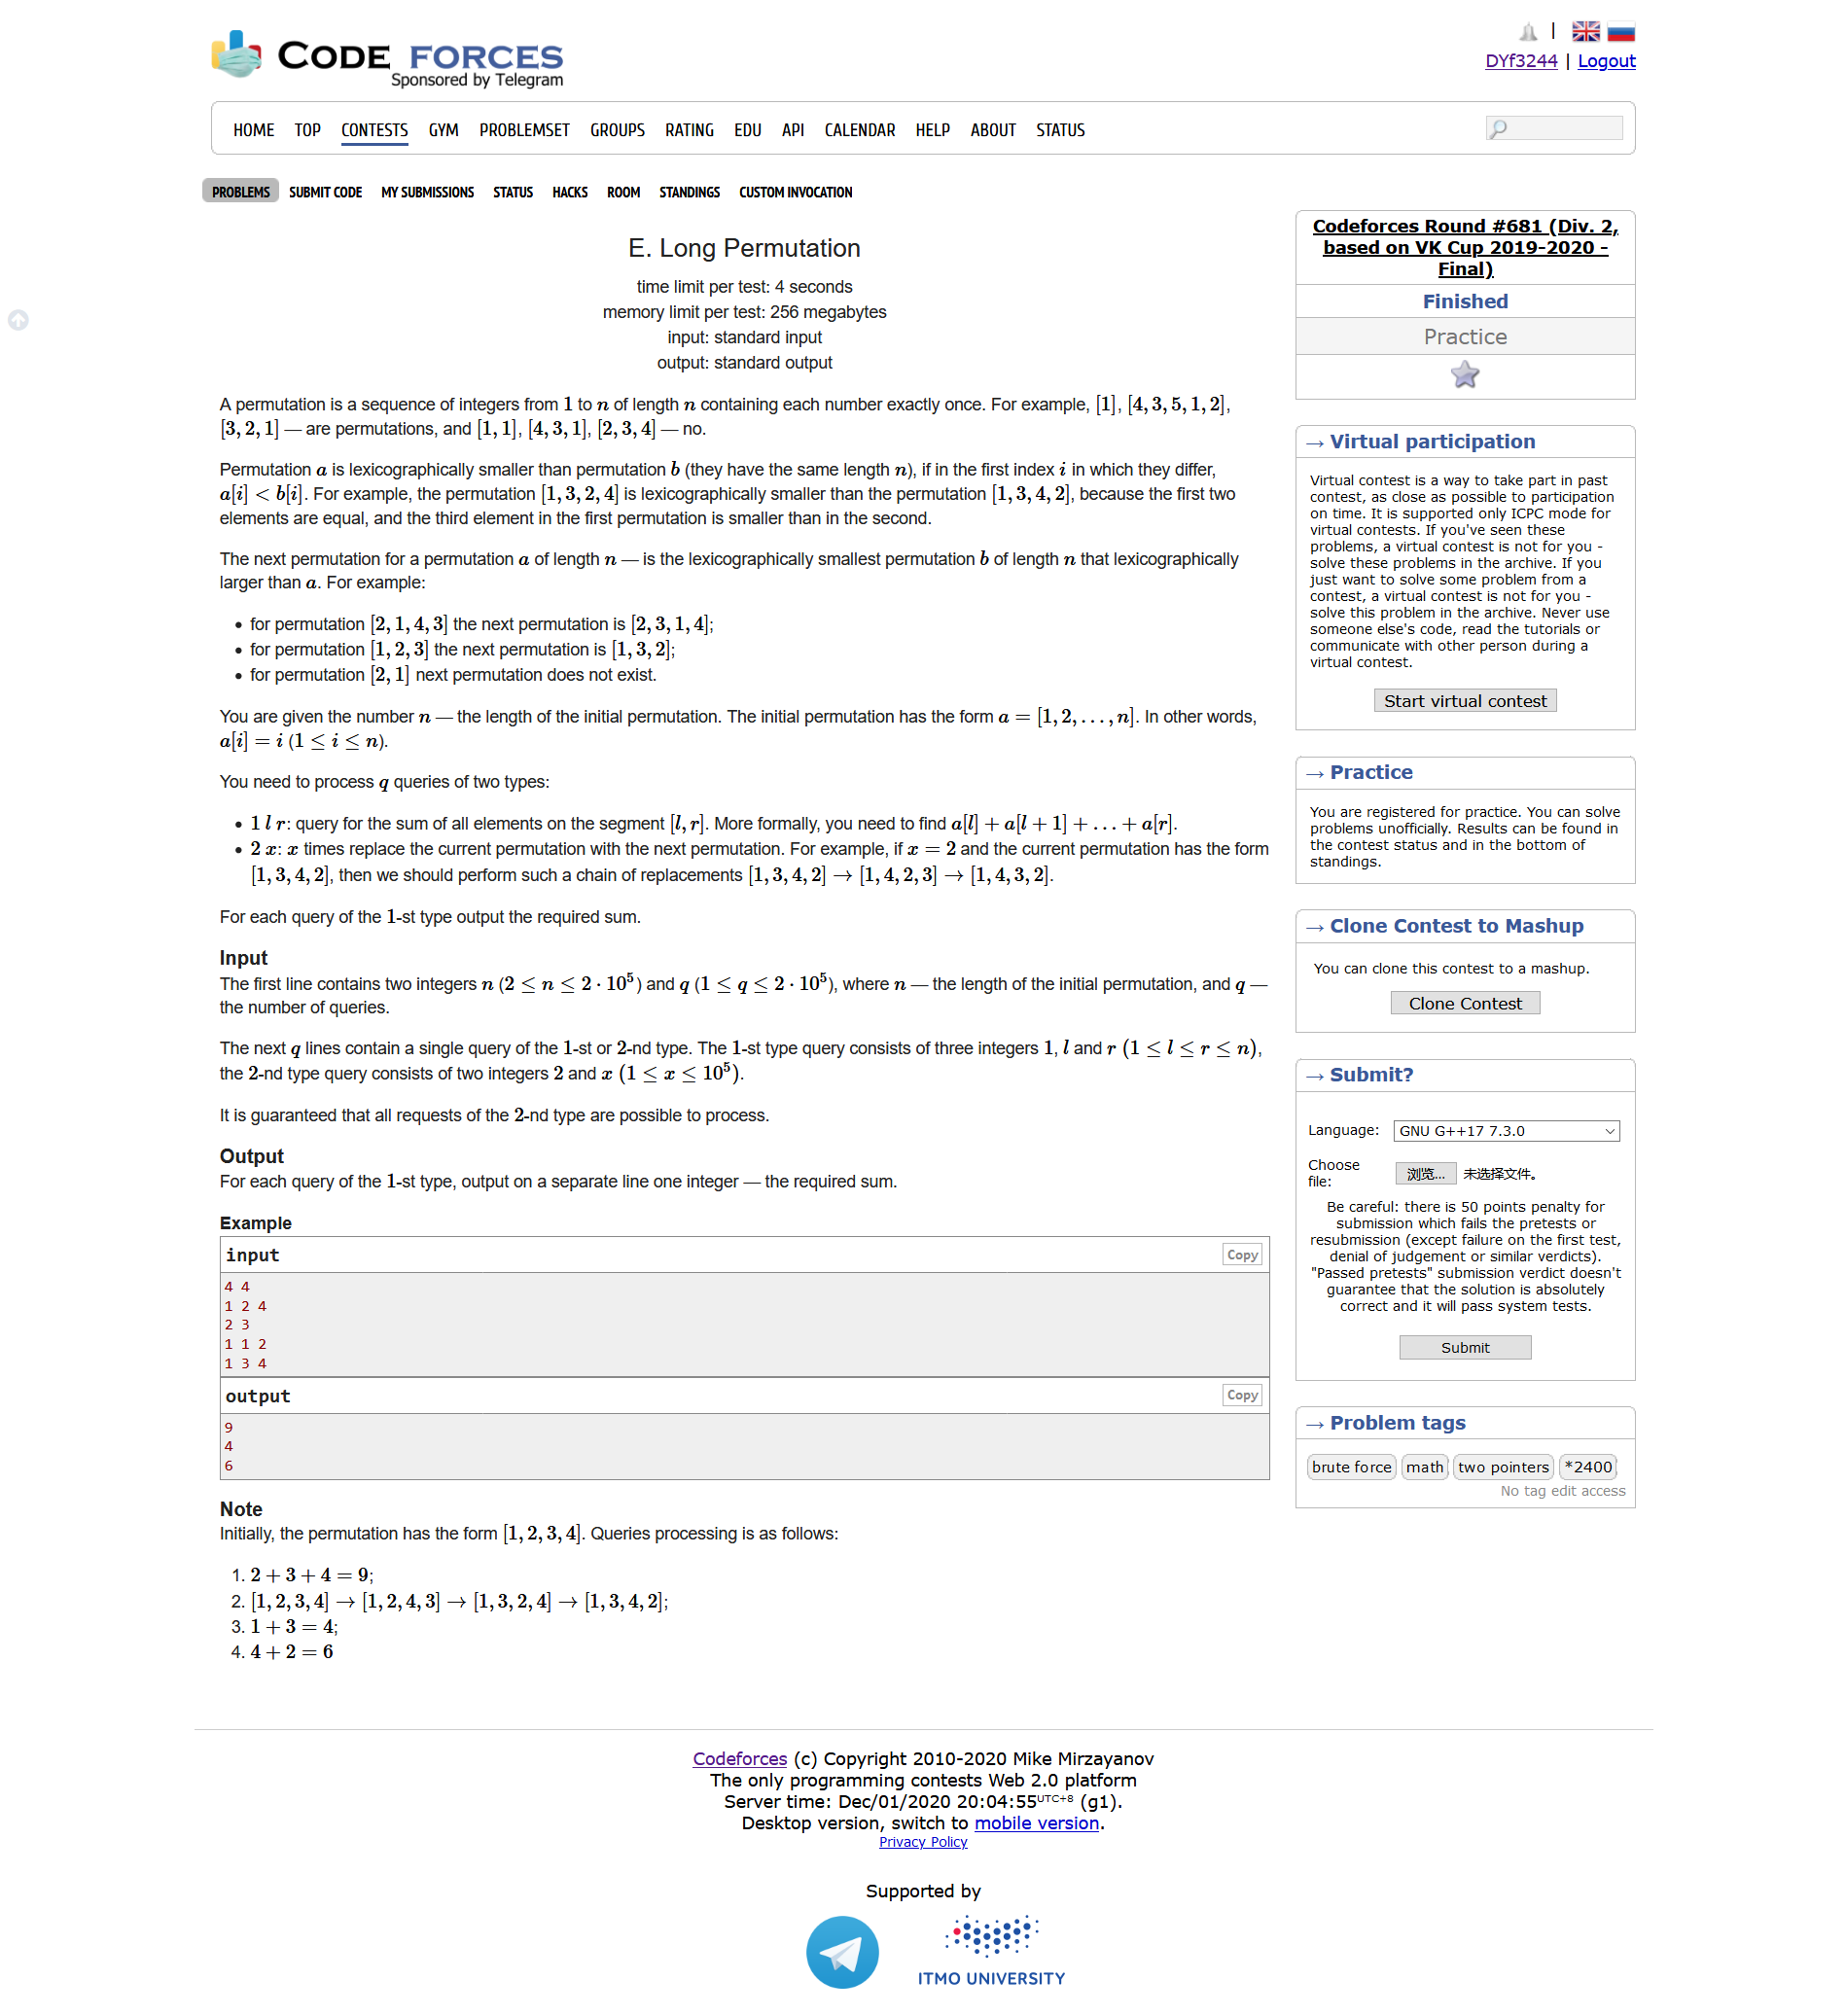 CODE FORCES
Sponsored by Telegram
|
DYf3244 | Logout
HOME TOP CONTESTS GYM PROBLEMSET GROUPS RATING EDU API CALENDAR HELP ABOUT STATUS
PROBLEMS SUBMIT CODE MY SUBMISSIONS STATUS HACKS ROOM STANDINGS CUSTOM INVOCATION
E. Long Permutation
time limit per test: 4 seconds
memory limit per test: 256 megabytes
input: standard input
output: standard output
A permutation is a sequence of integers from 1 to n of length n containing each number exactly once. For example, [1], [4, 3, 5, 1, 2],
[3, 2, 1] — are permutations, and [1, 1], [4, 3, 1], [2, 3, 4] — no.
Permutation a is lexicographically smaller than permutation b (they have the same length n), if in the first index i in which they differ,
a[i] < b[i]. For example, the permutation [1, 3, 2, 4] is lexicographically smaller than the permutation [1, 3, 4, 2], because the first two
elements are equal, and the third element in the first permutation is smaller than in the second.
The next permutation for a permutation a of length n — is the lexicographically smallest permutation b of length n that lexicographically
larger than a. For example:
• for permutation [2, 1, 4, 3] the next permutation is [2, 3, 1, 4];
• for permutation [1, 2, 3] the next permutation is [1, 3, 2];
• for permutation [2, 1] next permutation does not exist.
You are given the number n — the length of the initial permutation. The initial permutation has the form a = [1, 2, . . . , n]. In other words,
a[i] = i (1 ≤ i ≤ n).
You need to process q queries of two types:
• 1 l r: query for the sum of all elements on the segment [l, r]. More formally, you need to find a[l] + a[l + 1] + . . . + a[r].
• 2 x: x times replace the current permutation with the next permutation. For example, if x = 2 and the current permutation has the form
[1, 3, 4, 2], then we should perform such a chain of replacements [1, 3, 4, 2] → [1, 4, 2, 3] → [1, 4, 3, 2].
For each query of the 1-st type output the required sum.
Input
The first line contains two integers n (2 ≤ n ≤ 2 · 10⁵) and q (1 ≤ q ≤ 2 · 10⁵), where n — the length of the initial permutation, and q —
the number of queries.
The next q lines contain a single query of the 1-st or 2-nd type. The 1-st type query consists of three integers 1, l and r (1 ≤ l ≤ r ≤ n),
the 2-nd type query consists of two integers 2 and x (1 ≤ x ≤ 10⁵).
It is guaranteed that all requests of the 2-nd type are possible to process.
Output
For each query of the 1-st type, output on a separate line one integer — the required sum.
Example
input Copy
4 4
1 2 4
2 3
1 1 2
1 3 4
output Copy
9
4
6
Note
Initially, the permutation has the form [1, 2, 3, 4]. Queries processing is as follows:
1. 2 + 3 + 4 = 9;
2. [1, 2, 3, 4] → [1, 2, 4, 3] → [1, 3, 2, 4] → [1, 3, 4, 2];
3. 1 + 3 = 4;
4. 4 + 2 = 6
Codeforces Round #681 (Div. 2,
based on VK Cup 2019-2020 -
Final)
Finished
Practice
→ Virtual participation
Virtual contest is a way to take part in past
contest, as close as possible to participation
on time. It is supported only ICPC mode for
virtual contests. If you've seen these
problems, a virtual contest is not for you -
solve these problems in the archive. If you
just want to solve some problem from a
contest, a virtual contest is not for you -
solve this problem in the archive. Never use
someone else's code, read the tutorials or
communicate with other person during a
virtual contest.
Start virtual contest
→ Practice
You are registered for practice. You can solve
problems unofficially. Results can be found in
the contest status and in the bottom of
standings.
→ Clone Contest to Mashup
You can clone this contest to a mashup.
Clone Contest
→ Submit?
Language: GNU G++17 7.3.0
Choose
file: 浏览... 未选择文件。
Be careful: there is 50 points penalty for
submission which fails the pretests or
resubmission (except failure on the first test,
denial of judgement or similar verdicts).
"Passed pretests" submission verdict doesn't
guarantee that the solution is absolutely
correct and it will pass system tests.
Submit
→ Problem tags
brute force math two pointers *2400
No tag edit access
Codeforces (c) Copyright 2010-2020 Mike Mirzayanov
The only programming contests Web 2.0 platform
Server time: Dec/01/2020 20:04:55 UTC+8 (g1).
Desktop version, switch to mobile version.
Privacy Policy
Supported by
ITMO UNIVERSITY